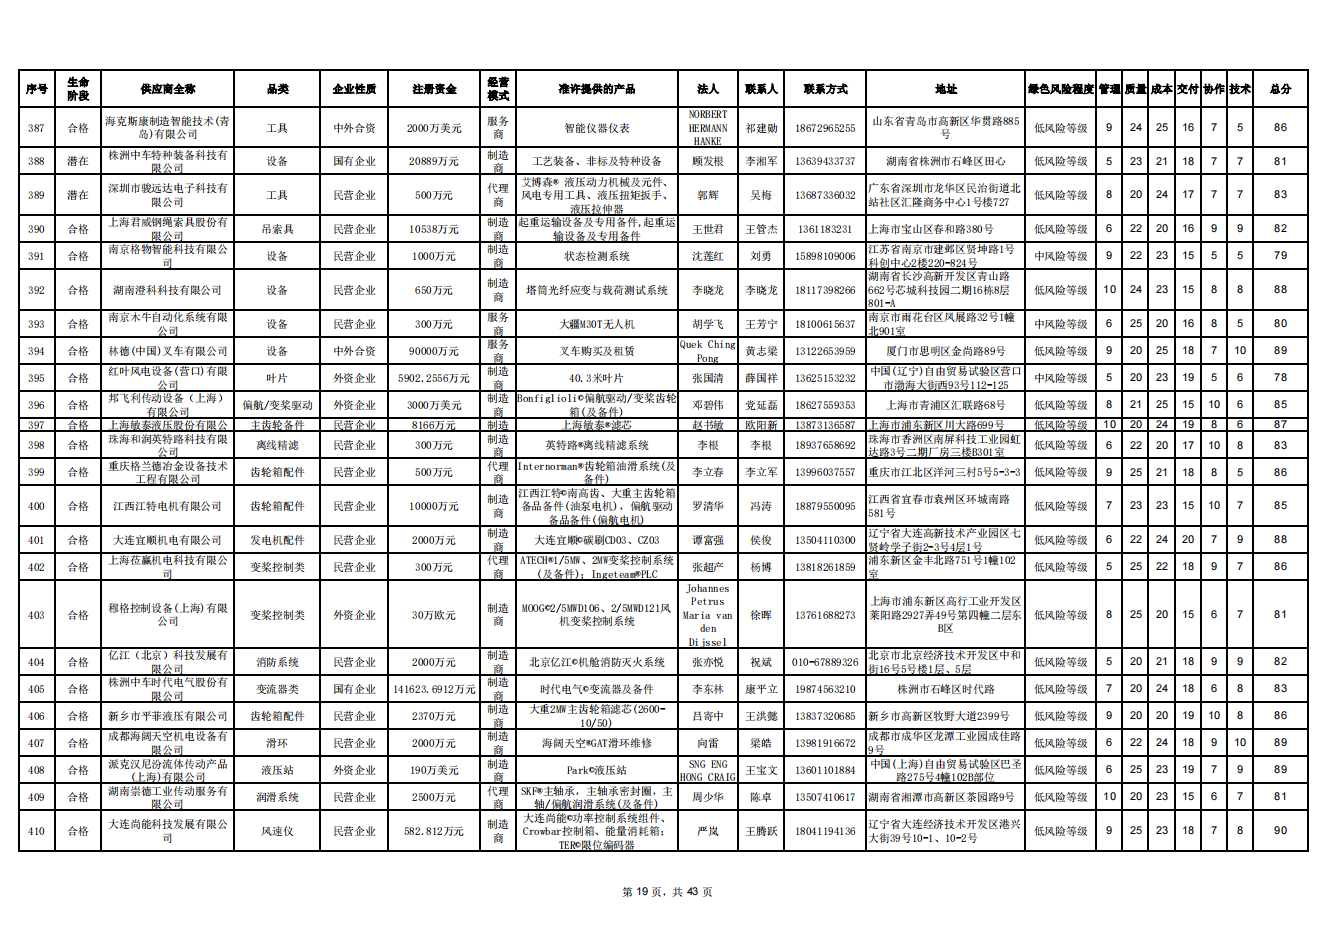 序号 生命阶段 供应商全称 品类 企业性质 注册资金 经营模式 准许提供的产品 法人 联系人 联系方式 地址 绿色风险程度 管理 质量 成本 交付 协作 技术 总分
387 合格 海克斯康制造智能技术(青岛)有限公司 工具 中外合资 2000万美元 服务商 智能仪器仪表 NORBERT HERMANN HANKE 祁建勋 18672965255 山东省青岛市高新区华贯路885号 低风险等级 9 24 25 16 7 5 86
388 潜在 株洲中车特种装备科技有限公司 设备 国有企业 20889万元 制造商 工艺装备、非标及特种设备 顾发根 李湘军 13639433737 湖南省株洲市石峰区田心 低风险等级 5 23 21 18 7 7 81
389 潜在 深圳市骏远达电子科技有限公司 工具 民营企业 500万元 代理商 艾博森® 液压动力机械及元件、风电专用工具、液压扭矩扳手、液压拉伸器 郭辉 吴梅 13687336032 广东省深圳市龙华区民治街道北站社区汇隆商务中心1号楼727 低风险等级 8 20 24 17 7 7 83
390 合格 上海君威钢绳索具股份有限公司 吊索具 民营企业 10538万元 制造商 起重运输设备及专用备件,起重运输设备及专用备件 王世君 王管杰 1361183231 上海市宝山区春和路380号 低风险等级 6 22 20 16 9 9 82
391 合格 南京格物智能科技有限公司 设备 民营企业 1000万元 制造商 状态检测系统 沈莲红 刘勇 15898109006 江苏省南京市建邺区贤坤路1号科创中心2楼220-824号 中风险等级 9 22 23 15 5 5 79
392 合格 湖南澄科科技有限公司 设备 民营企业 650万元 制造商 塔筒光纤应变与载荷测试系统 李晓龙 李晓龙 18117398266 湖南省长沙高新开发区青山路662号芯城科技园二期16栋8层801-A 低风险等级 10 24 23 15 8 8 88
393 合格 南京木牛自动化系统有限公司 设备 民营企业 300万元 服务商 大疆M30T无人机 胡学飞 王芳宁 18100615637 南京市雨花台区凤展路32号1幢北901室 中风险等级 6 25 20 16 8 5 80
394 合格 林德(中国)叉车有限公司 设备 中外合资 90000万元 服务商 叉车购买及租赁 Quek Ching Pong 黄志梁 13122653959 厦门市思明区金尚路89号 低风险等级 9 20 25 18 7 10 89
395 合格 红叶风电设备(营口)有限公司 叶片 外资企业 5902.2556万元 制造商 40.3米叶片 张国清 薛国祥 13625153232 中国(辽宁)自由贸易试验区营口市渤海大街西93号112-125 中风险等级 5 20 23 19 5 6 78
396 合格 邦飞利传动设备（上海）有限公司 偏航/变桨驱动 外资企业 3000万美元 制造商 Bonfiglioli©偏航驱动/变桨齿轮箱(及备件) 邓碧伟 党延磊 18627559353 上海市青浦区汇联路68号 低风险等级 8 21 25 15 10 6 85
397 合格 上海敏泰液压股份有限公司 主齿轮备件 民营企业 8166万元 制造商 上海敏泰®滤芯 赵书敏 欧阳新 13873136587 上海市浦东新区川大路699号 低风险等级 10 20 24 19 8 6 87
398 合格 珠海和润英特路科技有限公司 离线精滤 民营企业 300万元 制造商 英特路®离线精滤系统 李根 李根 18937658692 珠海市香洲区南屏科技工业园虹达路3号二期厂房三楼B301室 低风险等级 6 22 20 17 10 8 83
399 合格 重庆格兰德冶金设备技术工程有限公司 齿轮箱配件 民营企业 500万元 代理商 Internorman®齿轮箱油滑系统(及备件) 李立春 李立军 13996037557 重庆市江北区洋河三村5号5-3-3 低风险等级 9 25 21 18 8 5 86
400 合格 江西江特电机有限公司 齿轮箱配件 民营企业 10000万元 制造商 江西江特©南高齿、大重主齿轮箱备品备件(油泵电机), 偏航驱动备品备件(偏航电机) 罗清华 冯涛 18879550095 江西省宜春市袁州区环城南路581号 低风险等级 7 23 23 15 10 7 85
401 合格 大连宜顺机电有限公司 发电机配件 民营企业 2000万元 制造商 大连宜顺©碳刷CD03、CZ03 谭富强 侯俊 13504110300 辽宁省大连高新技术产业园区七贤岭学子街2-3号4层1号 低风险等级 6 22 24 20 7 9 88
402 合格 上海莅赢机电科技有限公司 变桨控制类 民营企业 300万元 代理商 ATECH®1/5MW、2MW变桨控制系统(及备件); Ingeteam®PLC 张超产 杨博 13818261859 浦东新区金丰北路751号1幢102室 低风险等级 5 25 22 18 9 7 86
403 合格 穆格控制设备(上海)有限公司 变桨控制类 外资企业 30万欧元 制造商 MOOG©2/5MWD106、2/5MWD121风机变桨控制系统 Johannes Petrus Maria van den Dijssel 徐晖 13761688273 上海市浦东新区高行工业开发区莱阳路2927弄49号第四幢二层东B区 低风险等级 8 25 20 15 6 7 81
404 合格 亿江（北京）科技发展有限公司 消防系统 民营企业 2000万元 制造商 北京亿江©机舱消防灭火系统 张亦悦 祝斌 010-67889326 北京市北京经济技术开发区中和街16号5号楼1层、5层 低风险等级 5 20 21 18 9 9 82
405 合格 株洲中车时代电气股份有限公司 变流器类 国有企业 141623.6912万元 制造商 时代电气©变流器及备件 李东林 康平立 19874563210 株洲市石峰区时代路 低风险等级 7 20 24 18 6 8 83
406 合格 新乡市平菲液压有限公司 齿轮箱配件 民营企业 2370万元 制造商 大重2MW主齿轮箱滤芯(2600-10/50) 吕寄中 王洪懿 13837320685 新乡市高新区牧野大道2399号 低风险等级 9 20 20 19 10 8 86
407 合格 成都海阔天空机电设备有限公司 滑环 民营企业 2000万元 制造商 海阔天空®GAT滑环维修 向雷 梁皓 13981916672 成都市成华区龙潭工业园成佳路9号 低风险等级 6 22 24 18 9 10 89
408 合格 派克汉尼汾流体传动产品(上海)有限公司 液压站 外资企业 190万美元 制造商 Park©液压站 SNG ENG HONG CRAIG 王宝文 13601101884 中国(上海)自由贸易试验区巴圣路275号4幢102B部位 低风险等级 6 25 23 19 7 9 89
409 合格 湖南崇德工业传动服务有限公司 润滑系统 民营企业 2500万元 代理商 SKF®主轴承, 主轴承密封圈, 主轴/偏航润滑系统(及备件) 周少华 陈卓 13507410617 湖南省湘潭市高新区茶园路9号 低风险等级 10 20 23 15 6 7 81
410 合格 大连尚能科技发展有限公司 风速仪 民营企业 582.812万元 制造商 大连尚能©功率控制系统组件、Crowbar控制箱、能量消耗箱; TER©限位编码器 严岚 王腾跃 18041194136 辽宁省大连经济技术开发区港兴大街39号10-1、10-2号 低风险等级 9 25 23 18 7 8 90
第 19 页, 共 43 页